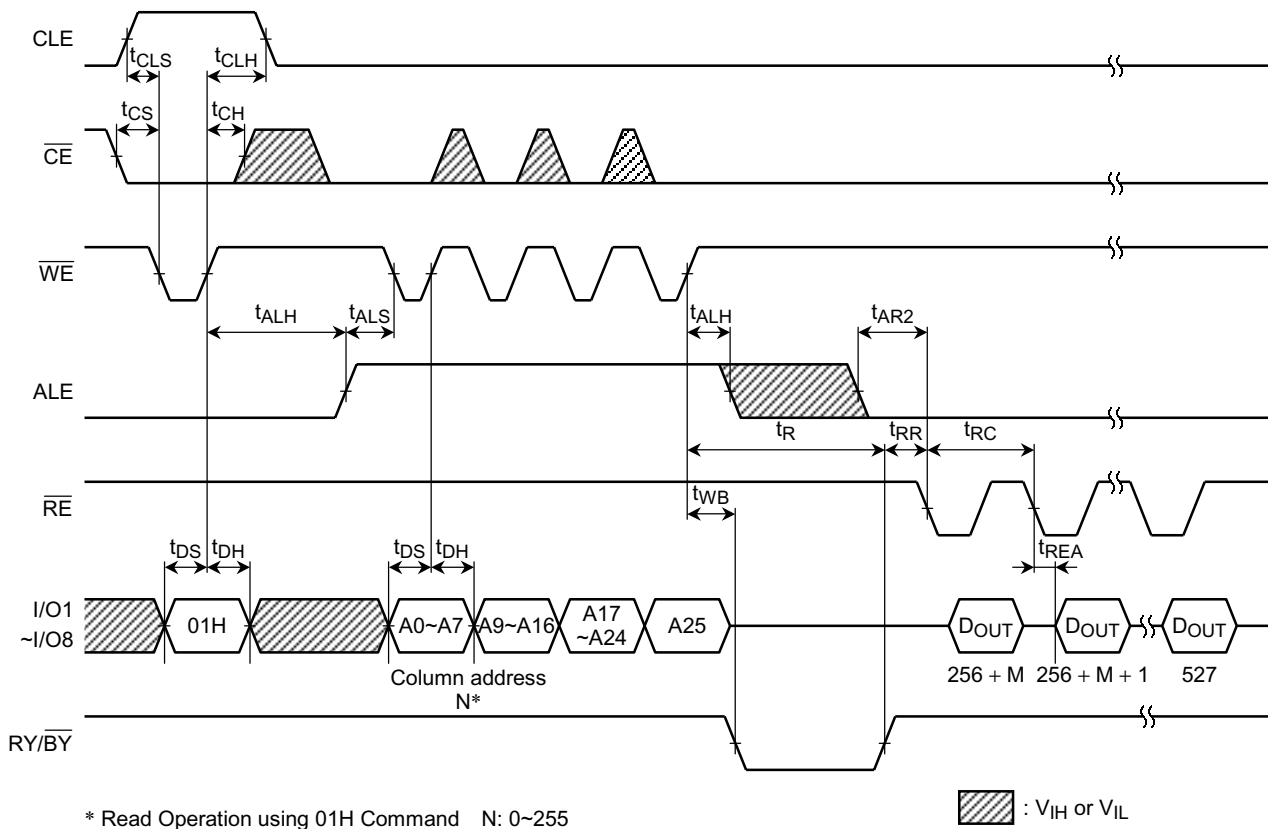 CLE
tCLS
tCLH
tCS
tCH
CE
WE
tALH
tALS
tALH
tAR2
ALE
tR
tRR
tRC
RE
tWB
tDS
tDH
tDS
tDH
tREA
I/O1
~I/O8
01H
A0~A7
A9~A16
A17
~A24
A25
DOUT
DOUT
DOUT
Column address
N*
256 + M
256 + M + 1
527
RY/BY
* Read Operation using 01H Command N: 0~255
: VIH or VIL